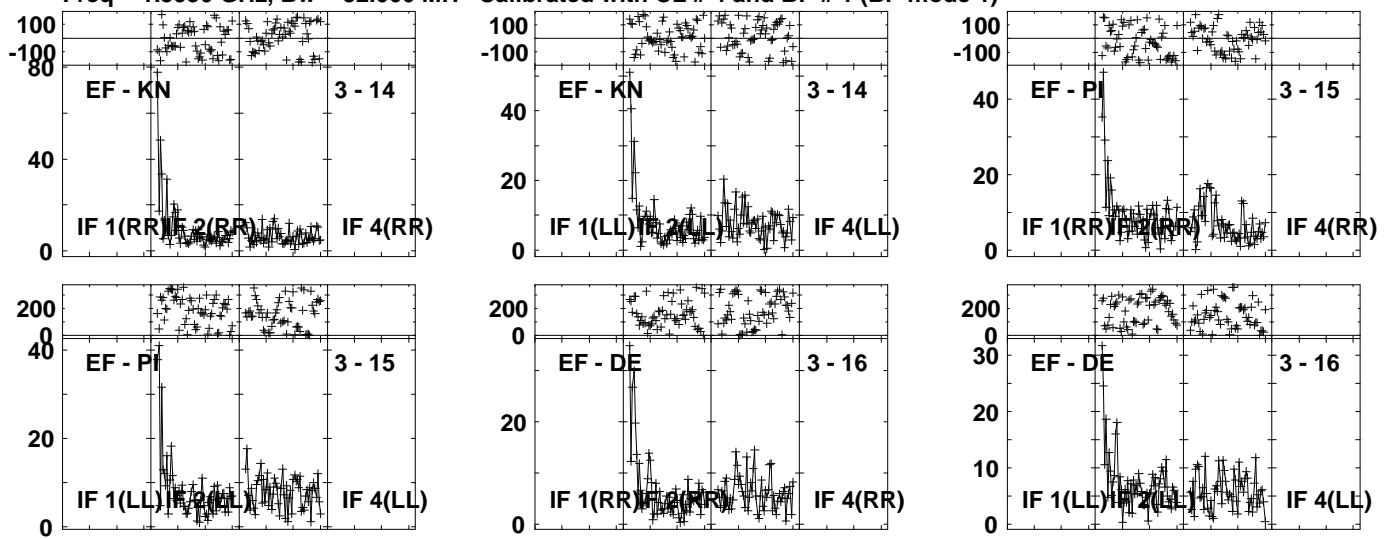 Freq GHz, Bw MH Calibrated with CL # and BP # (BP mode
100
-100
80
40
0
EF - KN
3 - 14
IF 1(RR)
IF 2(RR)
IF 4(RR)
100
-100
40
20
0
EF - KN
3 - 14
IF 1(LL)
IF 2(LL)
IF 4(LL)
100
-100
40
20
0
EF - PI
3 - 15
IF 1(RR)
IF 2(RR)
IF 4(RR)
200
0
40
20
0
EF - PI
3 - 15
IF 1(LL)
IF 2(LL)
IF 4(LL)
200
0
20
0
EF - DE
3 - 16
IF 1(RR)
IF 2(RR)
IF 4(RR)
200
0
30
20
10
0
EF - DE
3 - 16
IF 1(LL)
IF 2(LL)
IF 4(LL)